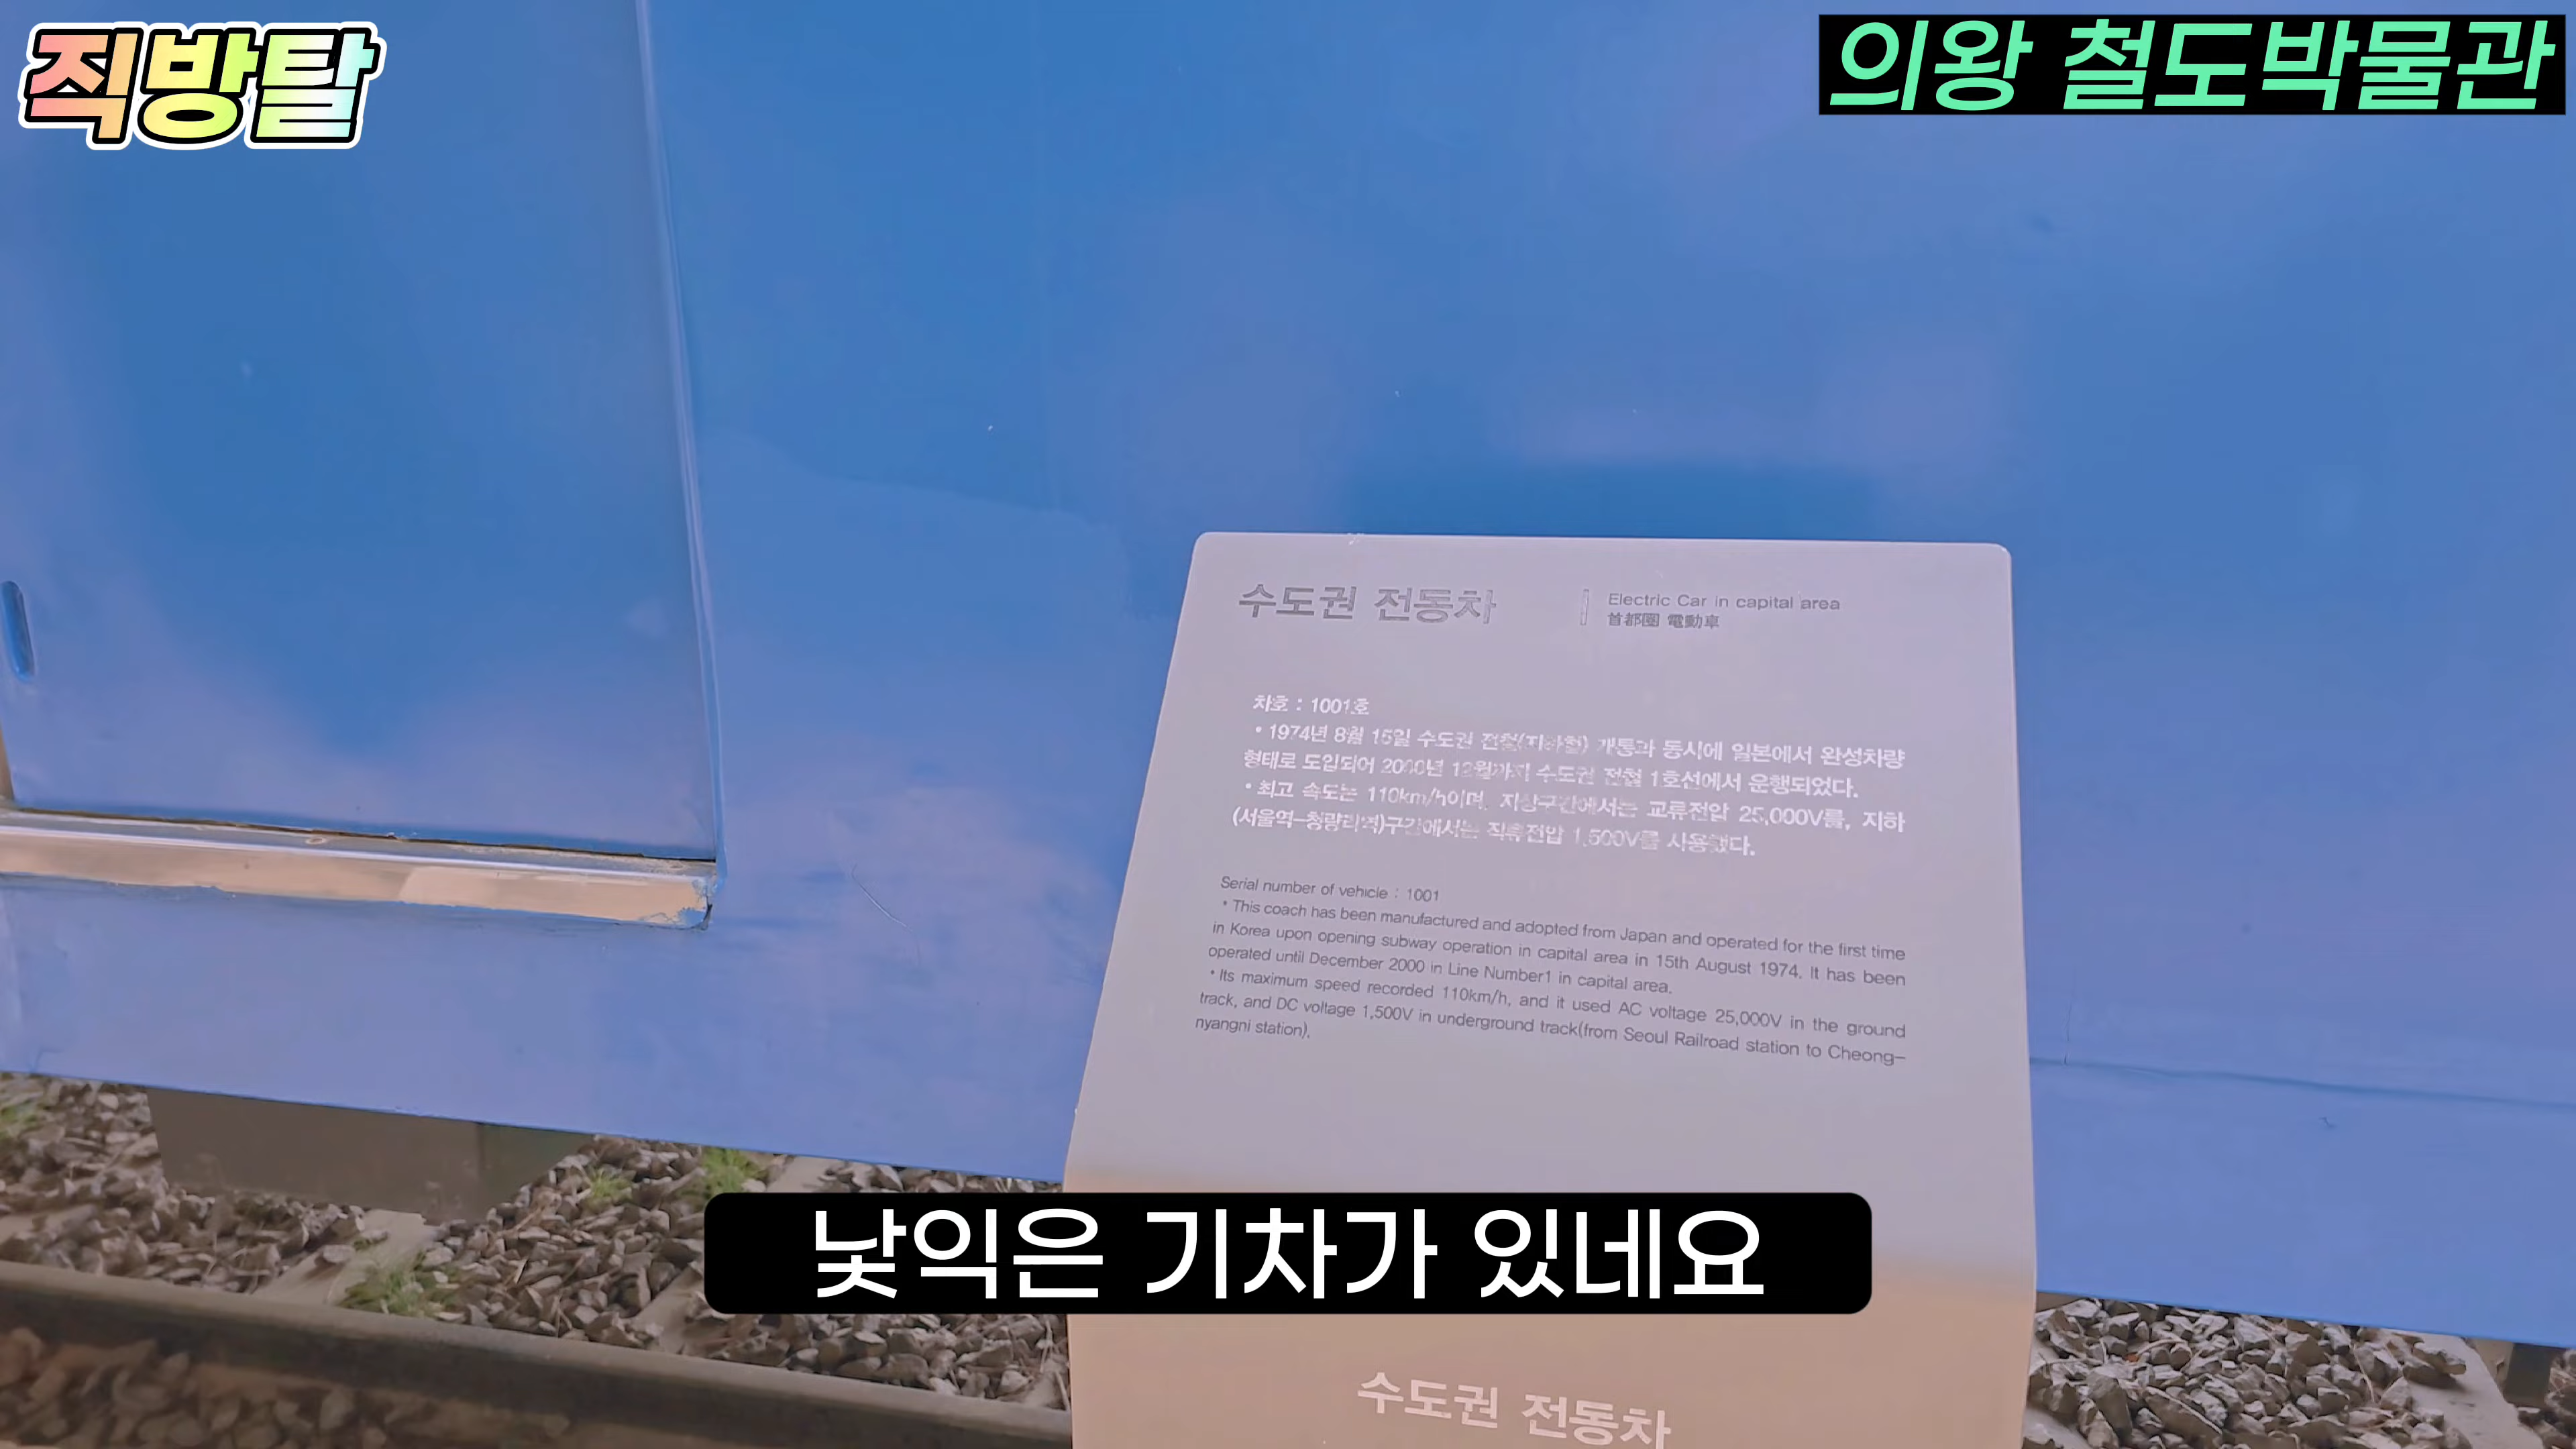 직방탈
의왕 철도박물관
수도권 전동차
Electric Car in capital area
首都圈 電動車
차호 : 1001호
• 1974년 8월 15일 수도권 전철(지하철) 개통과 동시에 일본에서 완성차량
형태로 도입되어 2000년 12월까지 수도권 전철 1호선에서 운행되었다.
• 최고 속도는 110km/h이며, 지상구간에서는 교류전압 25,000V를, 지하
(서울역–청량리역)구간에서는 직류전압 1,500V를 사용했다.
Serial number of vehicle : 1001
• This coach has been manufactured and adopted from Japan and operated for the first time
in Korea upon opening subway operation in capital area in 15th August 1974. It has been
operated until December 2000 in Line Number1 in capital area.
• Its maximum speed recorded 110km/h, and it used AC voltage 25,000V in the ground
track, and DC voltage 1,500V in underground track(from Seoul Railroad station to Cheong–
nyangni station).
낯익은 기차가 있네요
수도권 전동차